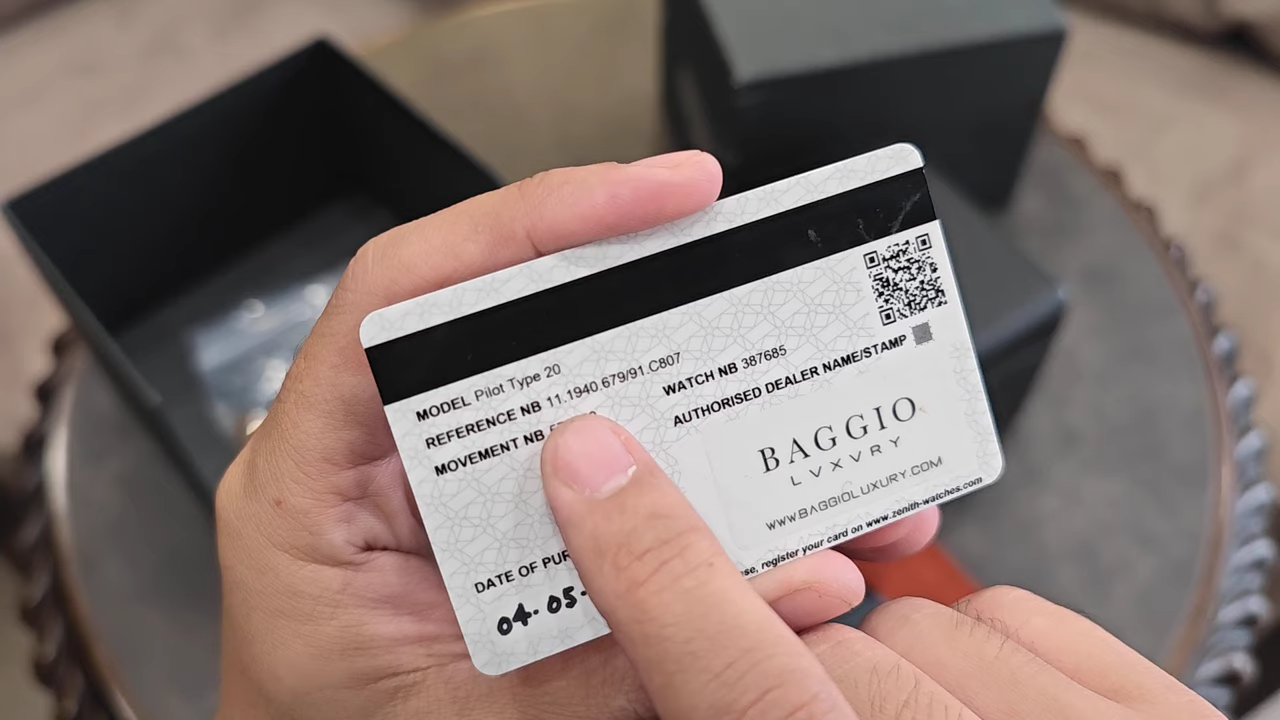 MODEL Pilot Type 20
REFERENCE NB 11.1940.679/91.C807
MOVEMENT NB
WATCH NB 387685
AUTHORISED DEALER NAME/STAMP
BAGGIO
LVXVRY
WWW.BAGGIOLUXURY.COM
DATE OF
04-05-
register your card on www.zenith-watches.com